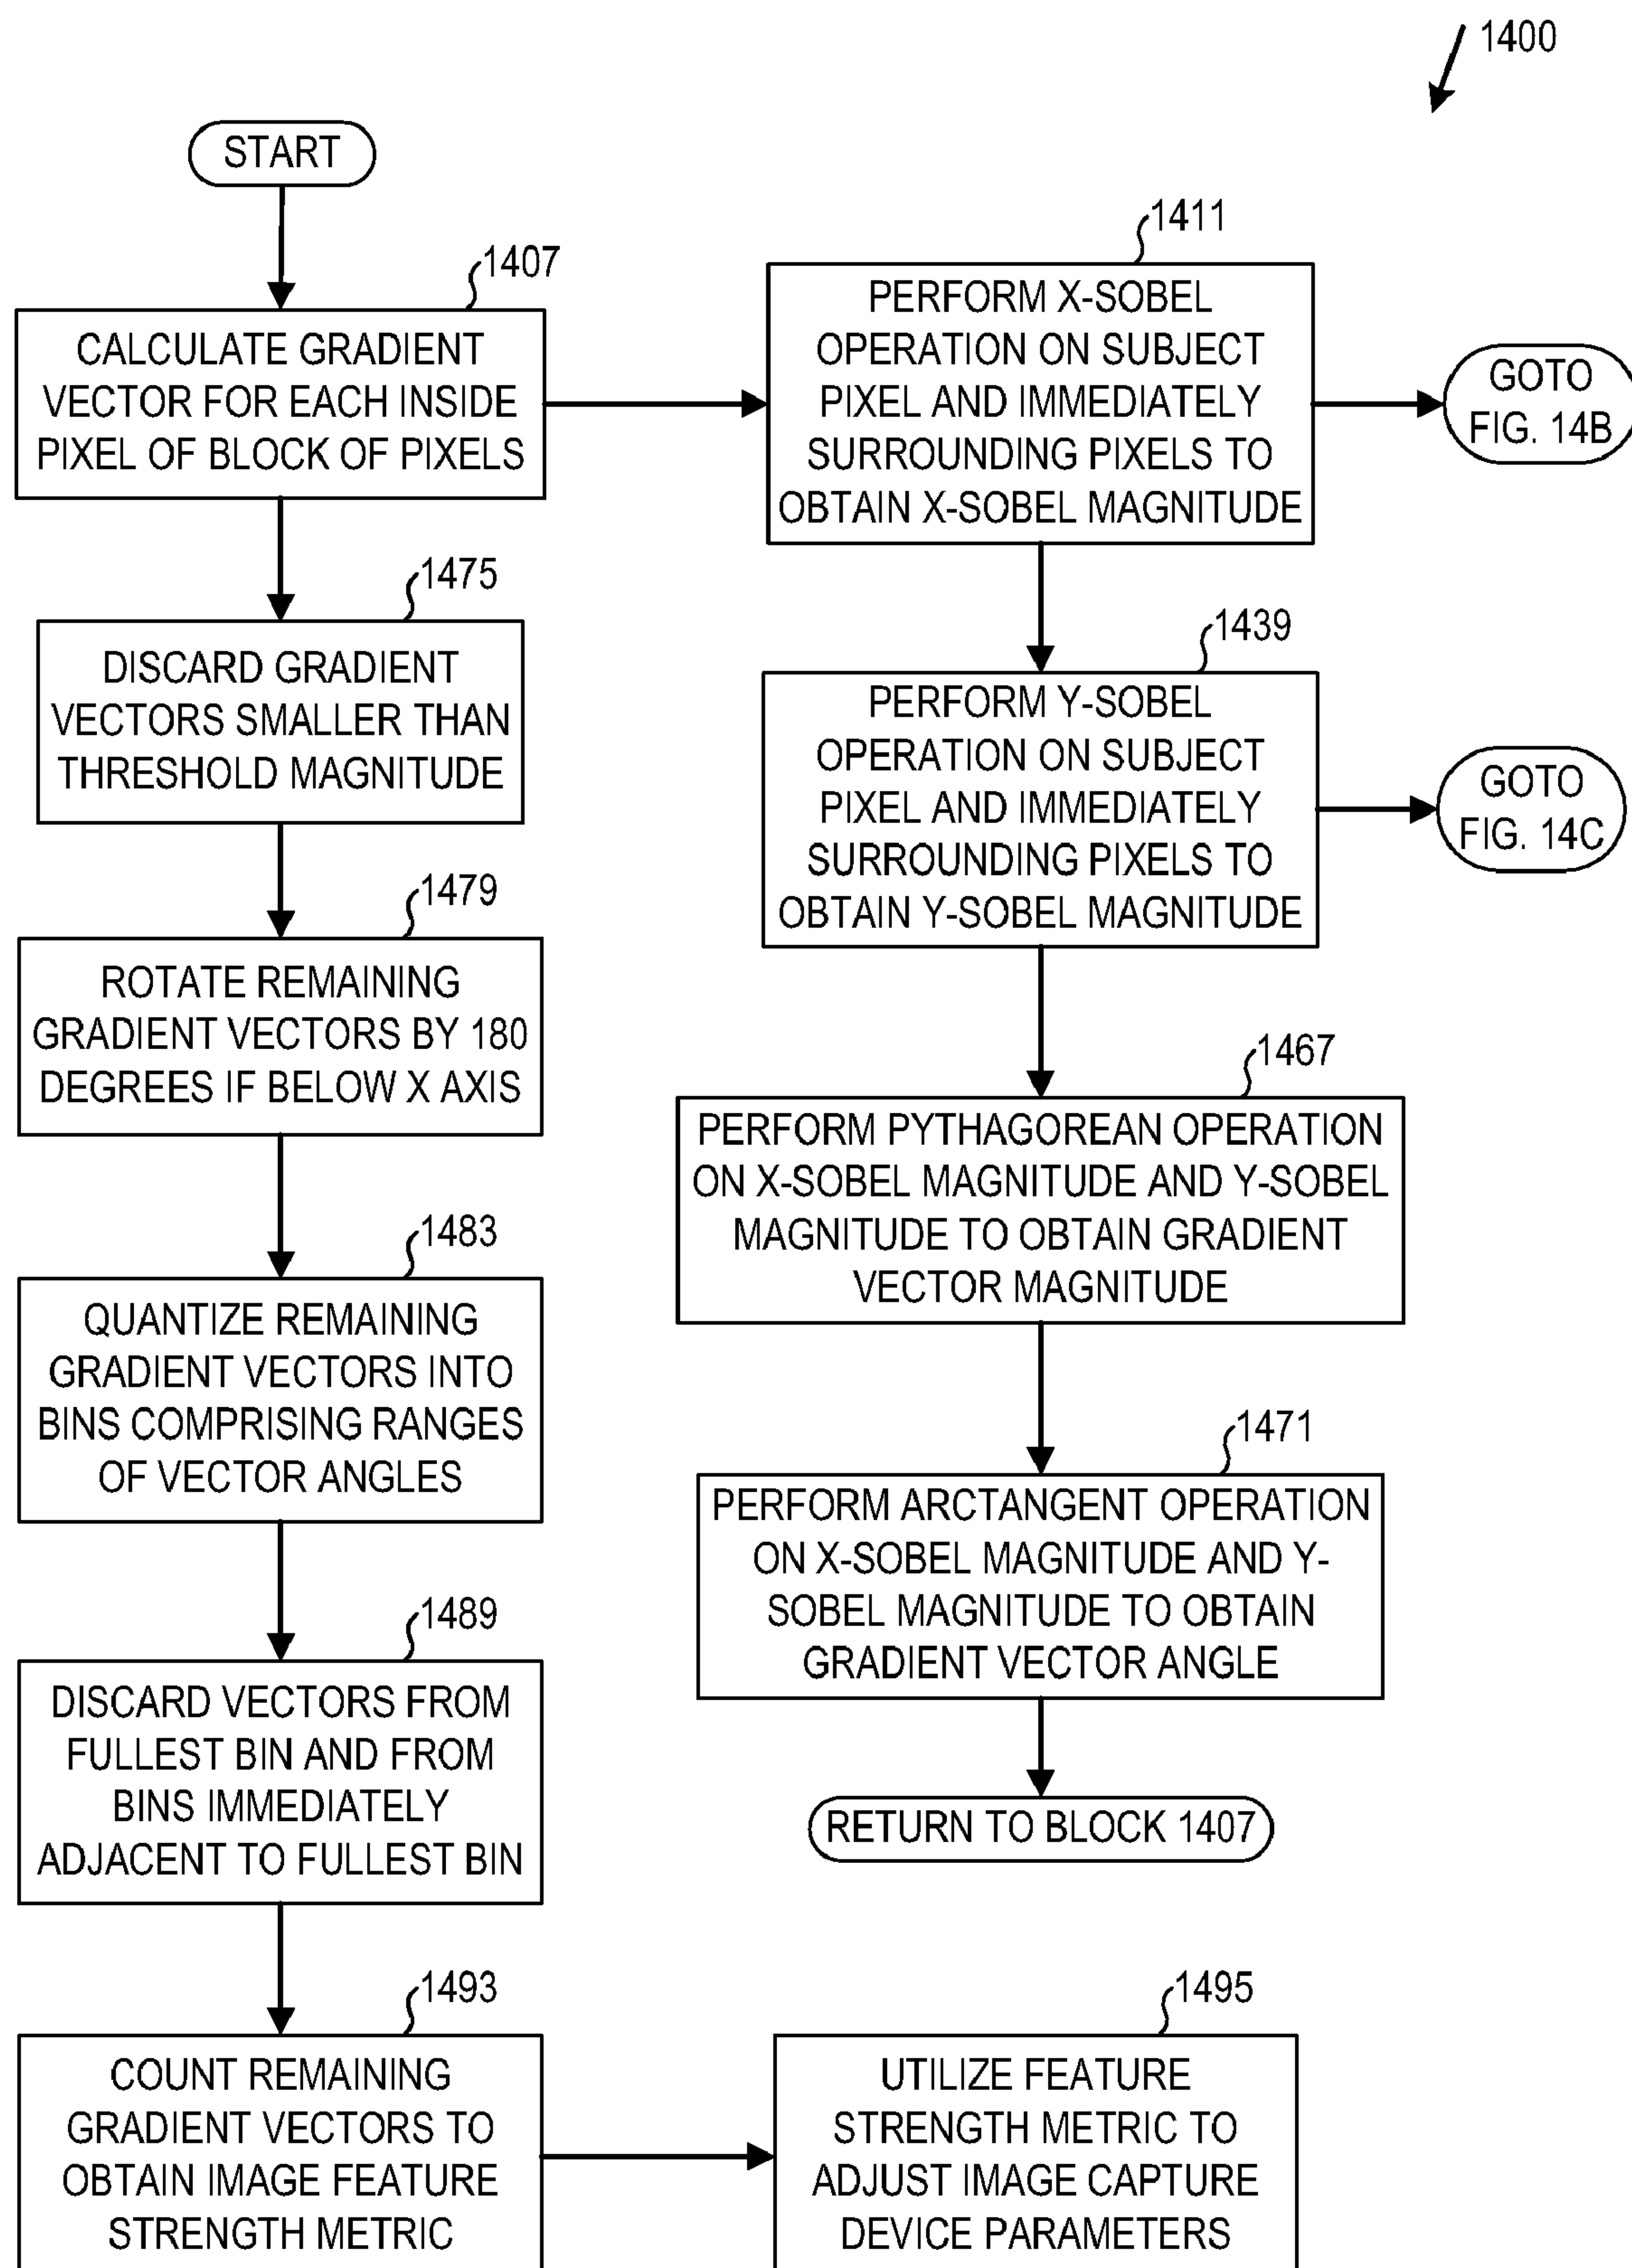 1400
START
1407
CALCULATE GRADIENT
VECTOR FOR EACH INSIDE
PIXEL OF BLOCK OF PIXELS
1411
PERFORM X-SOBEL
OPERATION ON SUBJECT
PIXEL AND IMMEDIATELY
SURROUNDING PIXELS TO
OBTAIN X-SOBEL MAGNITUDE
GOTO
FIG. 14B
1475
DISCARD GRADIENT
VECTORS SMALLER THAN
THRESHOLD MAGNITUDE
1439
PERFORM Y-SOBEL
OPERATION ON SUBJECT
PIXEL AND IMMEDIATELY
SURROUNDING PIXELS TO
OBTAIN Y-SOBEL MAGNITUDE
GOTO
FIG. 14C
1479
ROTATE REMAINING
GRADIENT VECTORS BY 180
DEGREES IF BELOW X AXIS
1467
PERFORM PYTHAGOREAN OPERATION
ON X-SOBEL MAGNITUDE AND Y-SOBEL
MAGNITUDE TO OBTAIN GRADIENT
VECTOR MAGNITUDE
1483
QUANTIZE REMAINING
GRADIENT VECTORS INTO
BINS COMPRISING RANGES
OF VECTOR ANGLES
1471
PERFORM ARCTANGENT OPERATION
ON X-SOBEL MAGNITUDE AND Y-
SOBEL MAGNITUDE TO OBTAIN
GRADIENT VECTOR ANGLE
1489
DISCARD VECTORS FROM
FULLEST BIN AND FROM
BINS IMMEDIATELY
ADJACENT TO FULLEST BIN
RETURN TO BLOCK 1407
1493
COUNT REMAINING
GRADIENT VECTORS TO
OBTAIN IMAGE FEATURE
STRENGTH METRIC
1495
UTILIZE FEATURE
STRENGTH METRIC TO
ADJUST IMAGE CAPTURE
DEVICE PARAMETERS